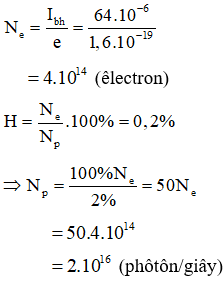 N_e = I_bh / e = 64.10^-6 / 1,6.10^-19
= 4.10^14 (êlectron)
H = N_e / N_p .100% = 0,2%
⇒ N_p = 100%N_e / 2% = 50N_e
= 50.4.10^14
= 2.10^16 (phôtôn/giây)